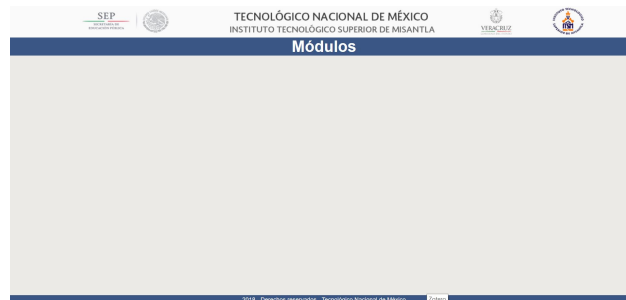 SEP
SECRETARÍA DE
EDUCACIÓN PÚBLICA
TECNOLÓGICO NACIONAL DE MÉXICO
INSTITUTO TECNOLÓGICO SUPERIOR DE MISANTLA
VERACRUZ
Módulos
2018 - Derechos reservados - Tecnológico Nacional de México
Zotero